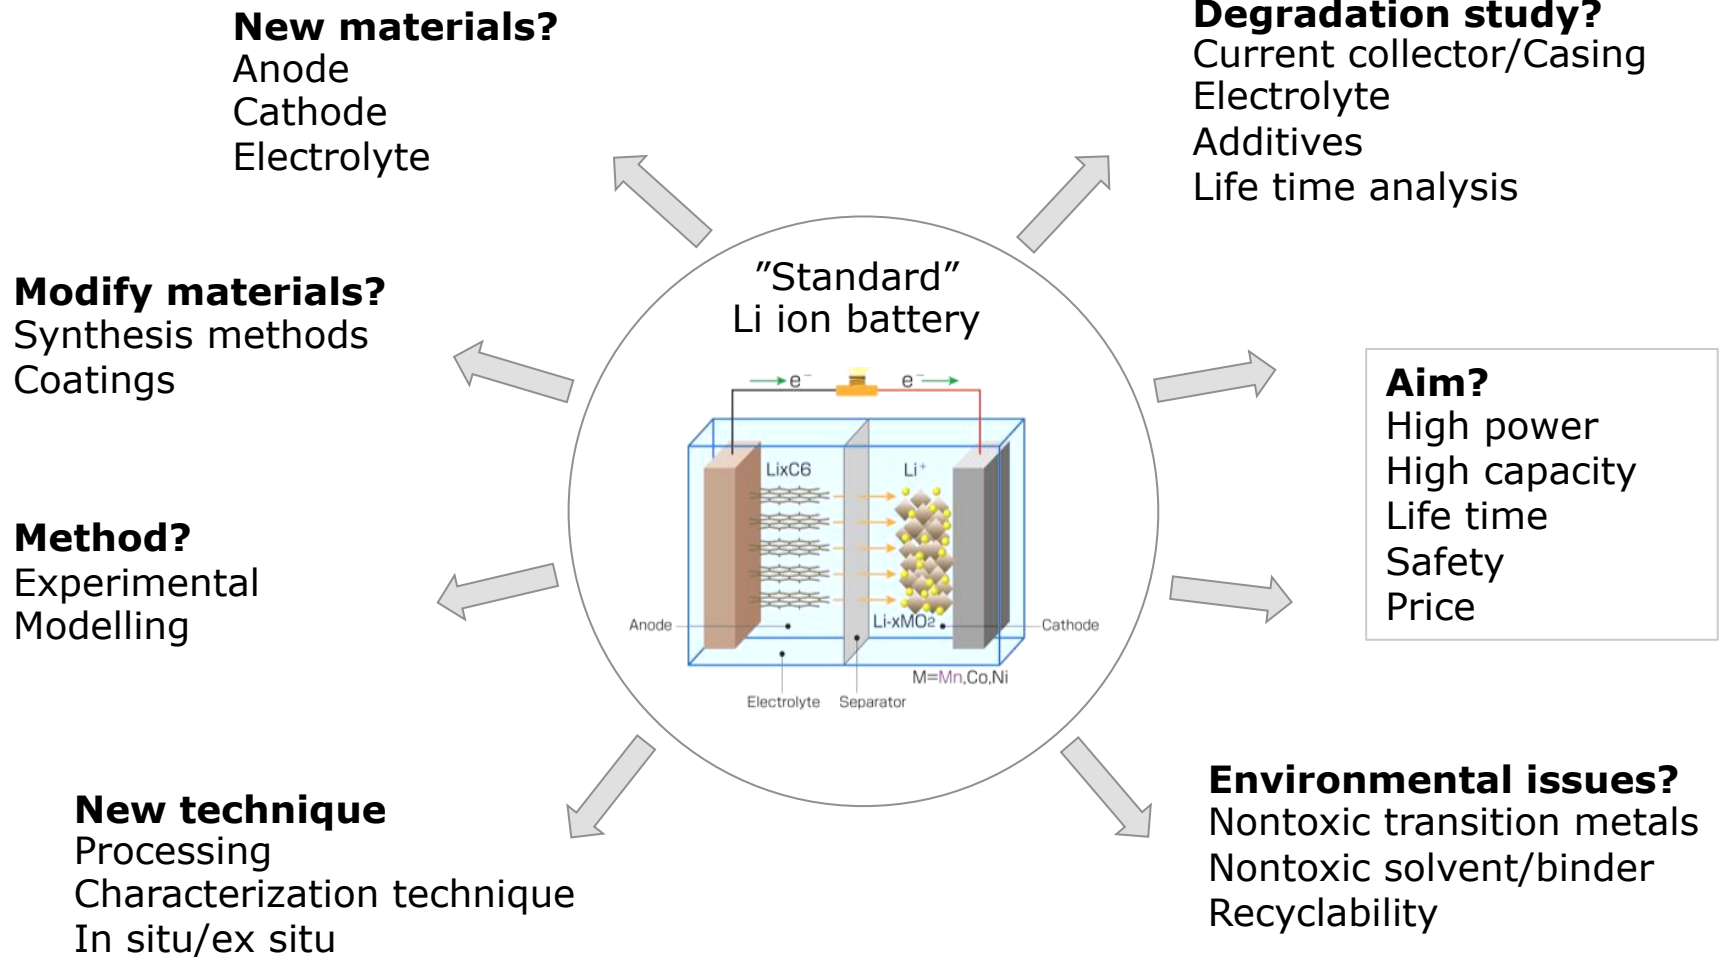 New materials?
Anode
Cathode
Electrolyte
Degradation study?
Current collector/Casing
Electrolyte
Additives
Life time analysis
Modify materials?
Synthesis methods
Coatings
″Standard″
Li ion battery
e⁻ e⁻
LixC6 Li⁺
Li-xMO₂
Anode
Cathode
M=Mn,Co,Ni
Electrolyte Separator
Aim?
High power
High capacity
Life time
Safety
Price
Method?
Experimental
Modelling
New technique
Processing
Characterization technique
In situ/ex situ
Environmental issues?
Nontoxic transition metals
Nontoxic solvent/binder
Recyclability